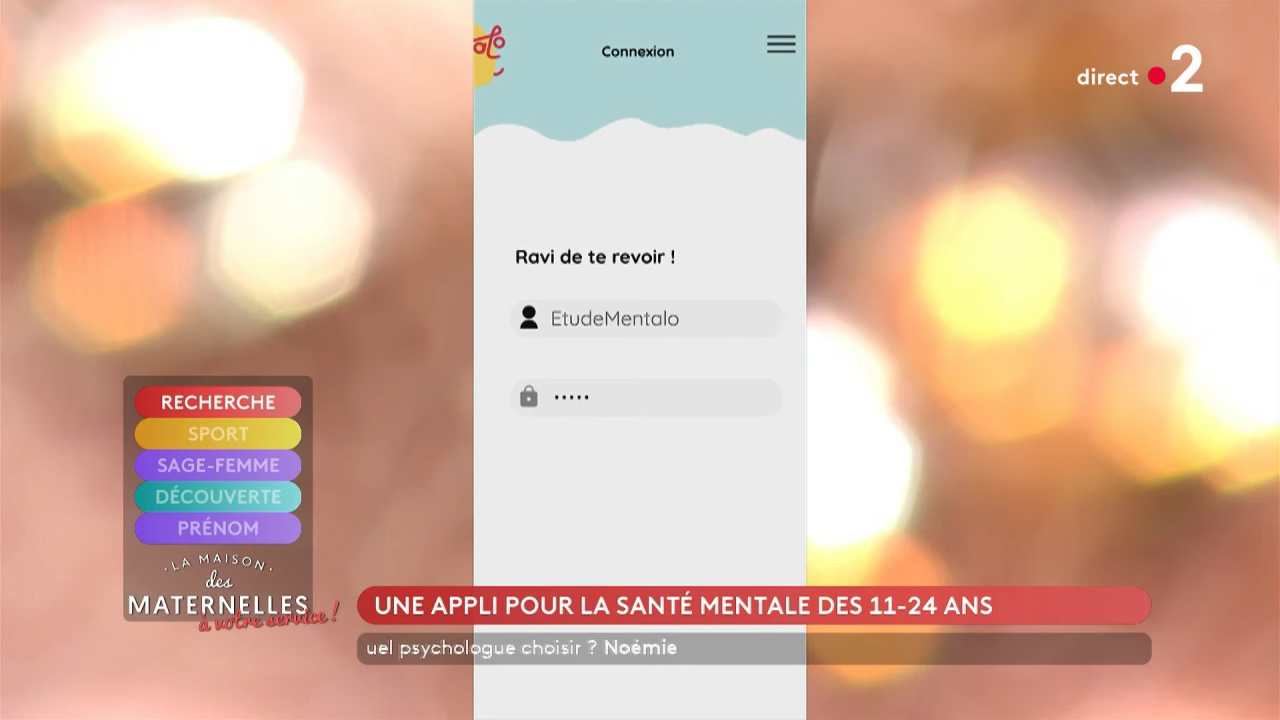 alo
Connexion
direct 2
Ravi de te revoir !
EtudeMentalo
•••••
RECHERCHE
SPORT
SAGE-FEMME
DÉCOUVERTE
PRÉNOM
·LA MAISON·
des
MATERNELLES
à votre service !
UNE APPLI POUR LA SANTÉ MENTALE DES 11-24 ANS
uel psychologue choisir ? Noémie